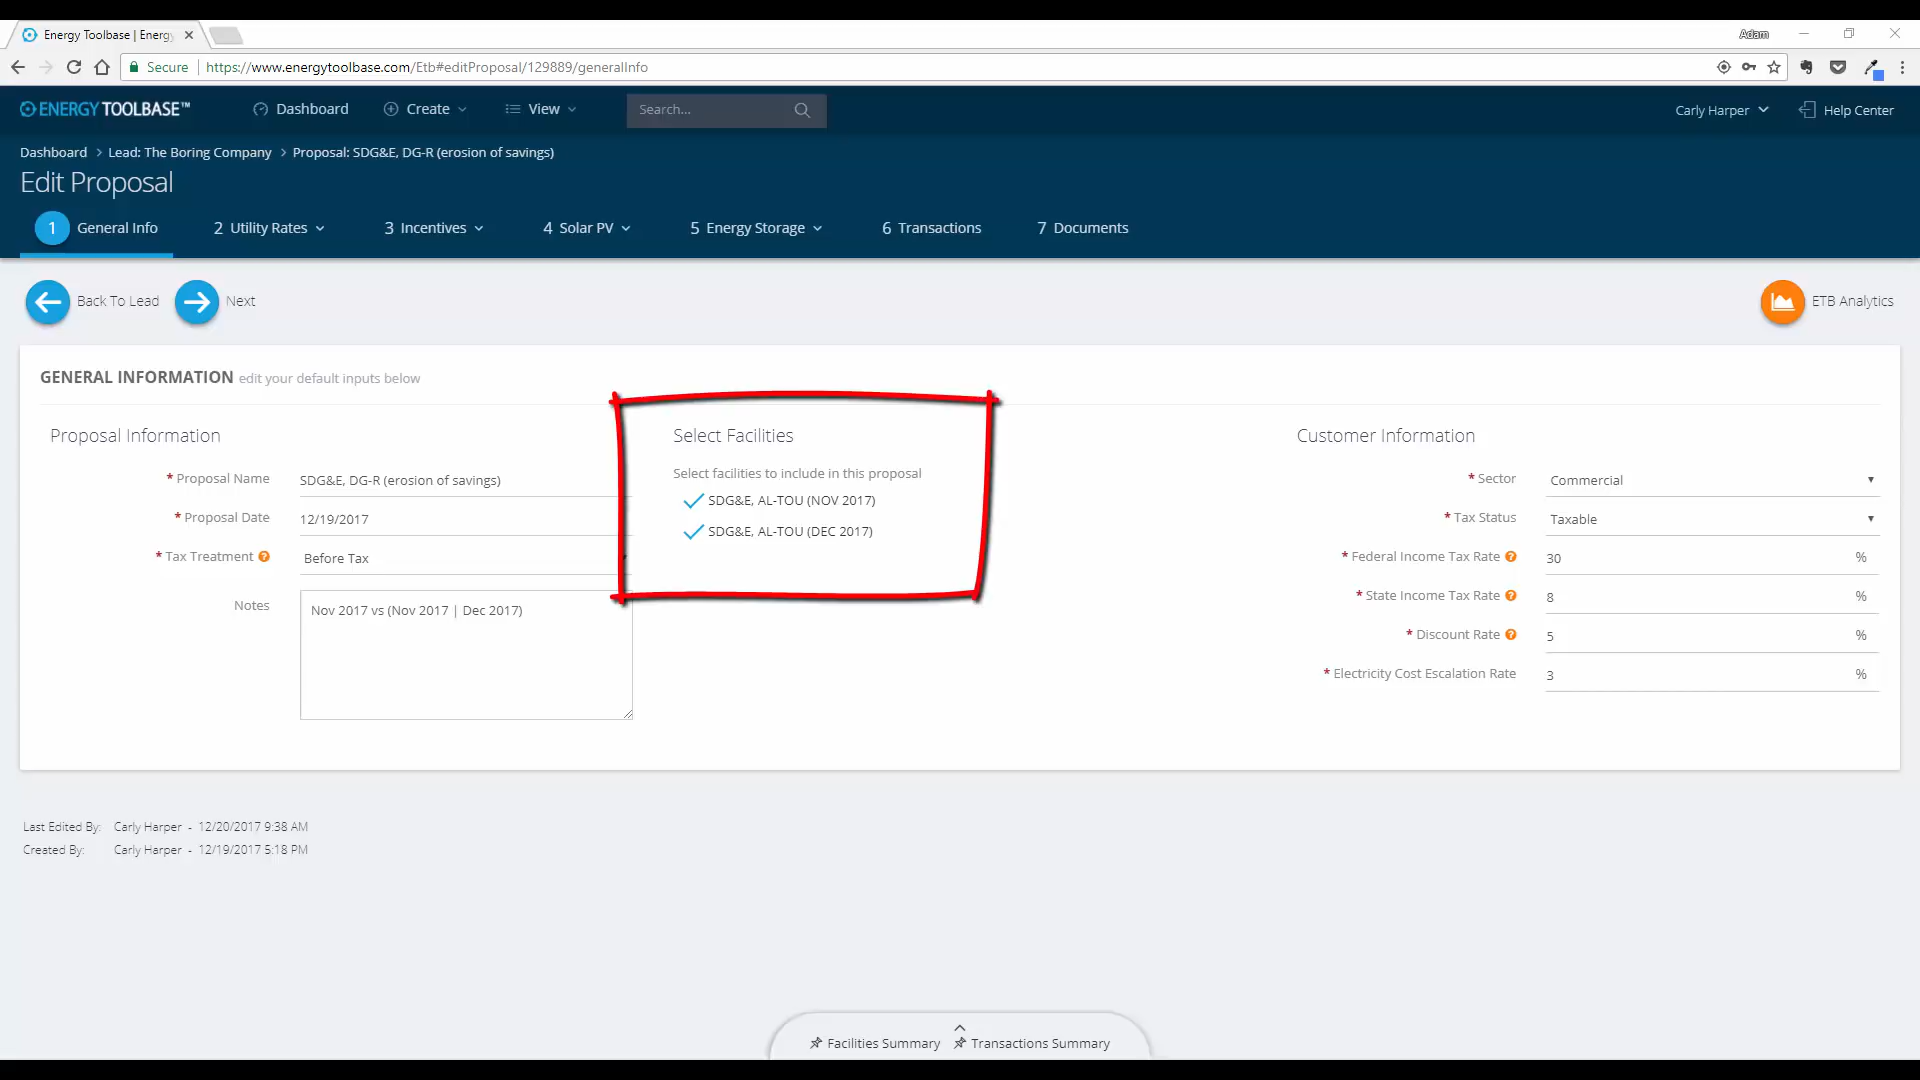 Energy Toolbase | Energy
Adam
Secure
https://www.energytoolbase.com/Etb#editProposal/129889/generalInfo
ENERGY TOOLBASE™
Dashboard
Create
View
Search...
Carly Harper
Help Center
Dashboard > Lead: The Boring Company > Proposal: SDG&E, DG-R (erosion of savings)
Edit Proposal
1 General Info
2 Utility Rates
3 Incentives
4 Solar PV
5 Energy Storage
6 Transactions
7 Documents
Back To Lead
Next
ETB Analytics
GENERAL INFORMATION edit your default inputs below
Proposal Information
* Proposal Name SDG&E, DG-R (erosion of savings)
* Proposal Date 12/19/2017
* Tax Treatment ? Before Tax
Notes Nov 2017 vs (Nov 2017 | Dec 2017)
Select Facilities
Select facilities to include in this proposal
SDG&E, AL-TOU (NOV 2017)
SDG&E, AL-TOU (DEC 2017)
Customer Information
* Sector Commercial
* Tax Status Taxable
* Federal Income Tax Rate ? 30 %
* State Income Tax Rate ? 8 %
* Discount Rate ? 5 %
* Electricity Cost Escalation Rate 3 %
Last Edited By: Carly Harper - 12/20/2017 9:38 AM
Created By: Carly Harper - 12/19/2017 5:18 PM
Facilities Summary
Transactions Summary